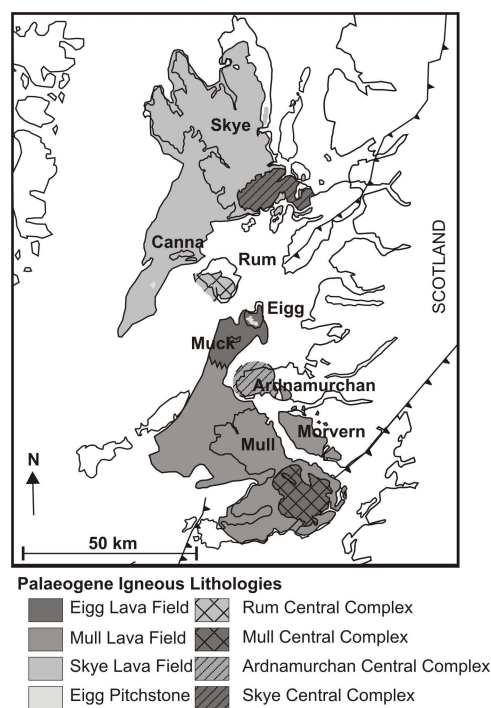 Skye
SCOTLAND
Canna
Rum
Eigg
Muck
Ardnamurchan
Morvern
Mull
N
50 km
Palaeogene Igneous Lithologies
Eigg Lava Field
Rum Central Complex
Mull Lava Field
Mull Central Complex
Skye Lava Field
Ardnamurchan Central Complex
Eigg Pitchstone
Skye Central Complex